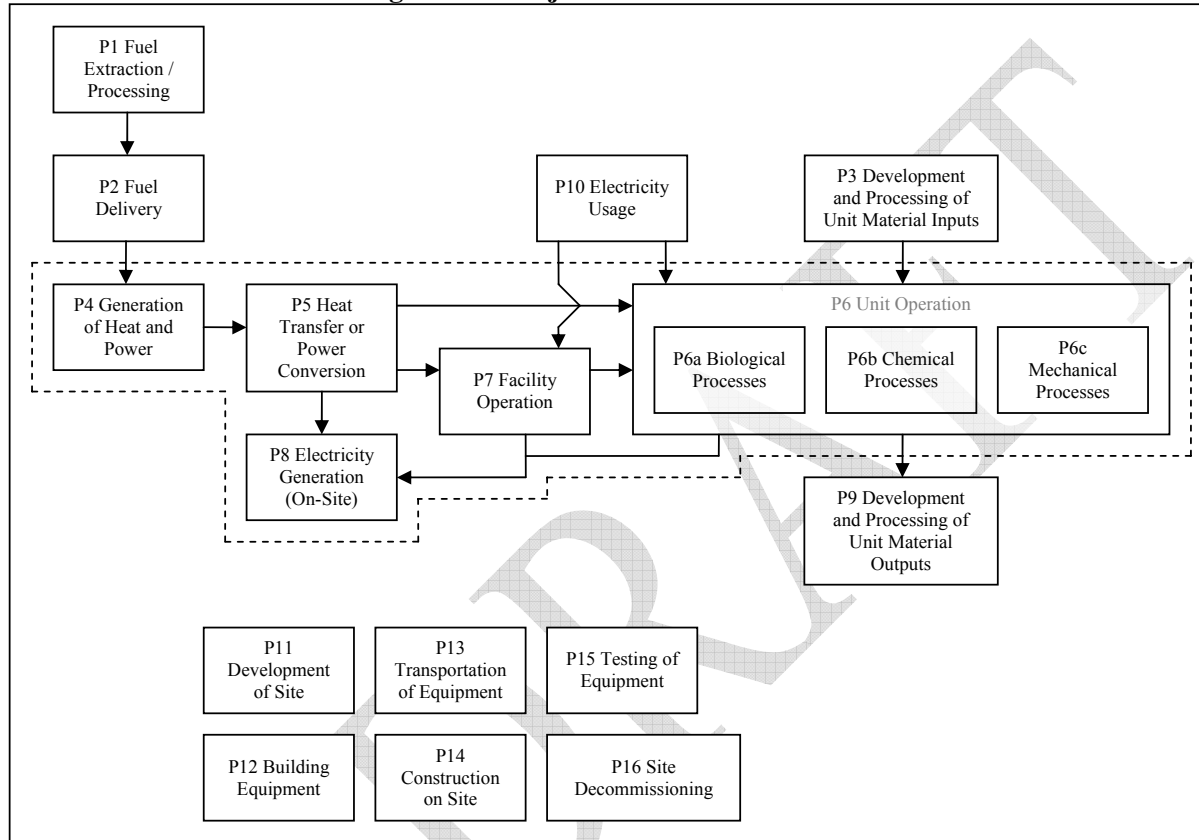 P1 Fuel
Extraction /
Processing
P2 Fuel
Delivery
P10 Electricity
Usage
P3 Development
and Processing of
Unit Material Inputs
P4 Generation
of Heat and
Power
P5 Heat
Transfer or
Power
Conversion
P6 Unit Operation
P6a Biological
Processes
P6b Chemical
Processes
P6c
Mechanical
Processes
P7 Facility
Operation
P8 Electricity
Generation
(On-Site)
P9 Development
and Processing of
Unit Material
Outputs
P11
Development
of Site
P13
Transportation
of Equipment
P15 Testing of
Equipment
P12 Building
Equipment
P14
Construction
on Site
P16 Site
Decommissioning
DRAFT